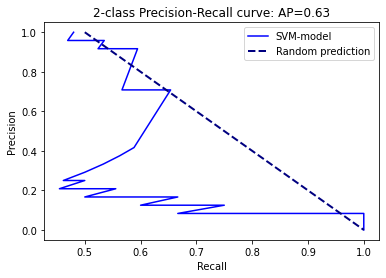 2-class Precision-Recall curve: AP=0.63
SVM-model
Random prediction
Precision
1.0
0.8
0.6
0.4
0.2
0.0
0.5 0.6 0.7 0.8 0.9 1.0
Recall